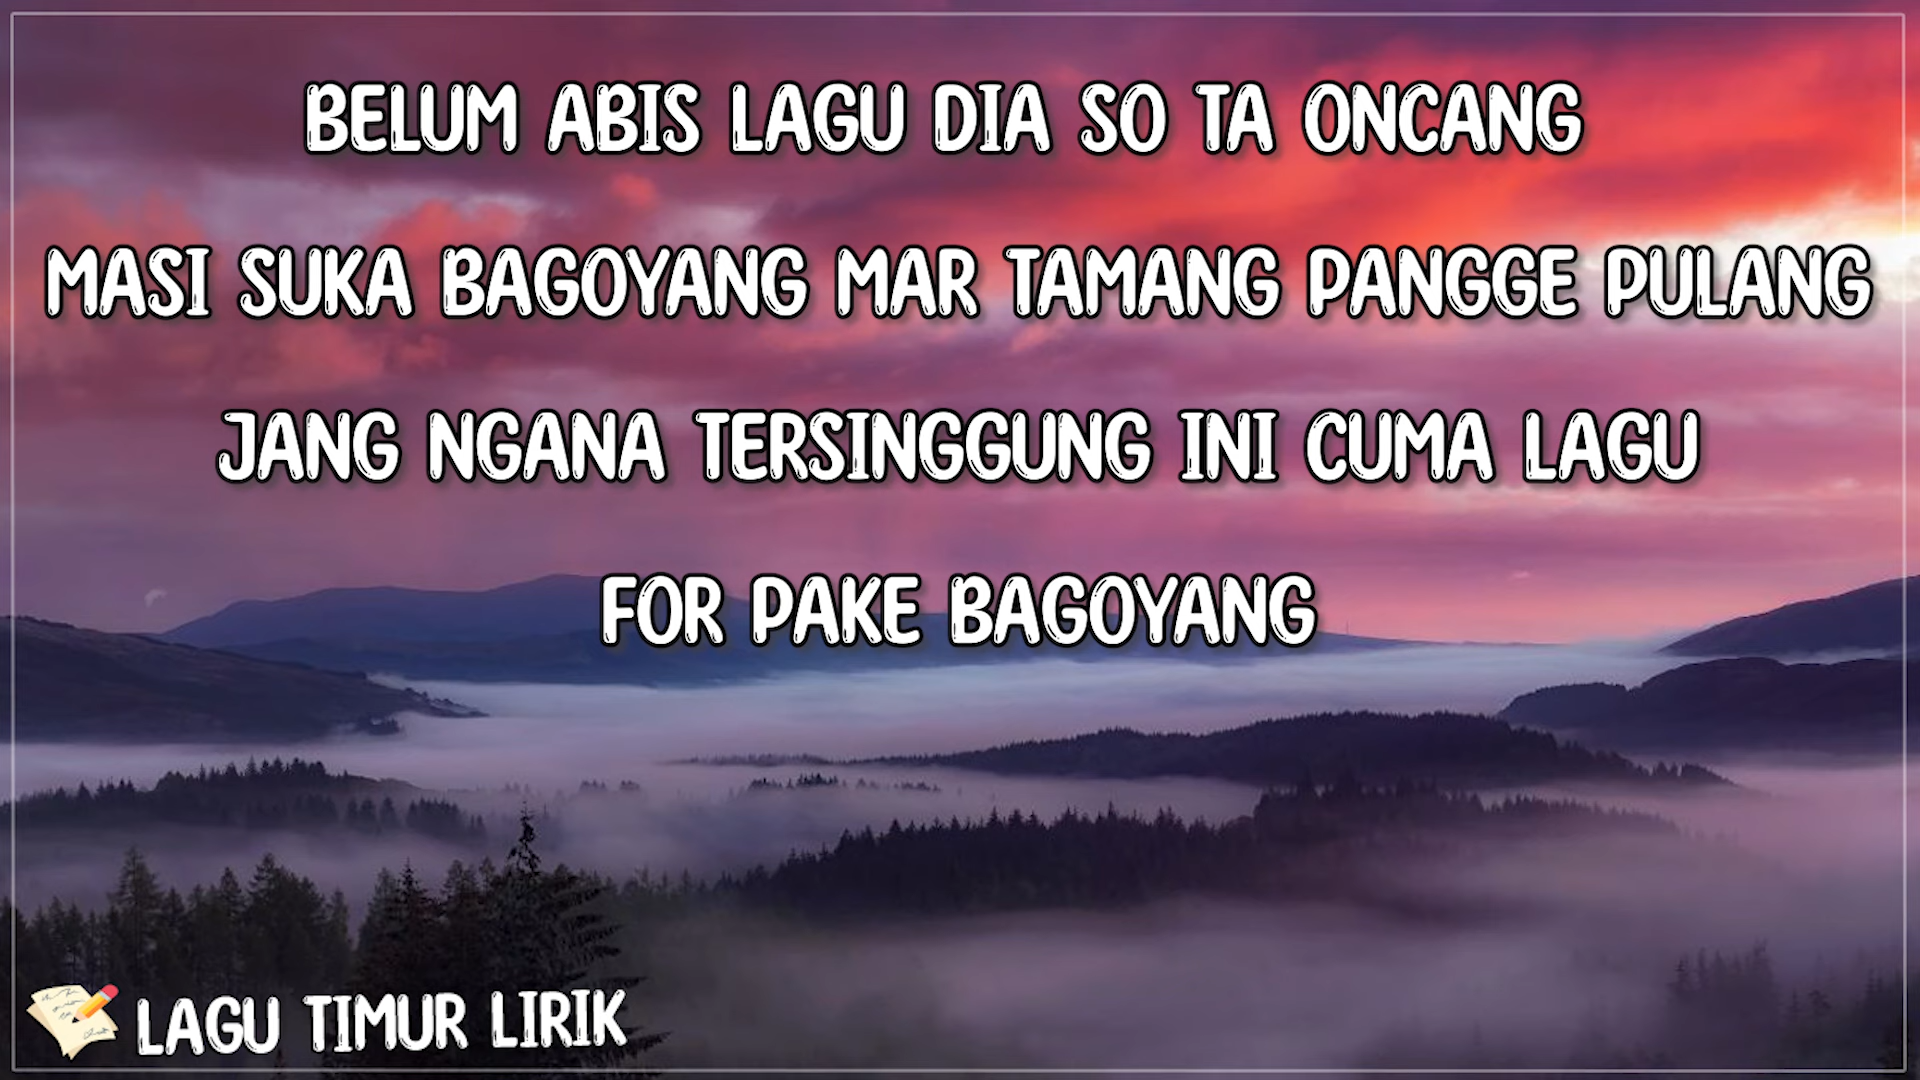 BELUM ABIS LAGU DIA SO TA ONCANG
MASI SUKA BAGOYANG MAR TAMANG PANGGE PULANG
JANG NGANA TERSINGGUNG INI CUMA LAGU
FOR PAKE BAGOYANG
LAGU TIMUR LIRIK